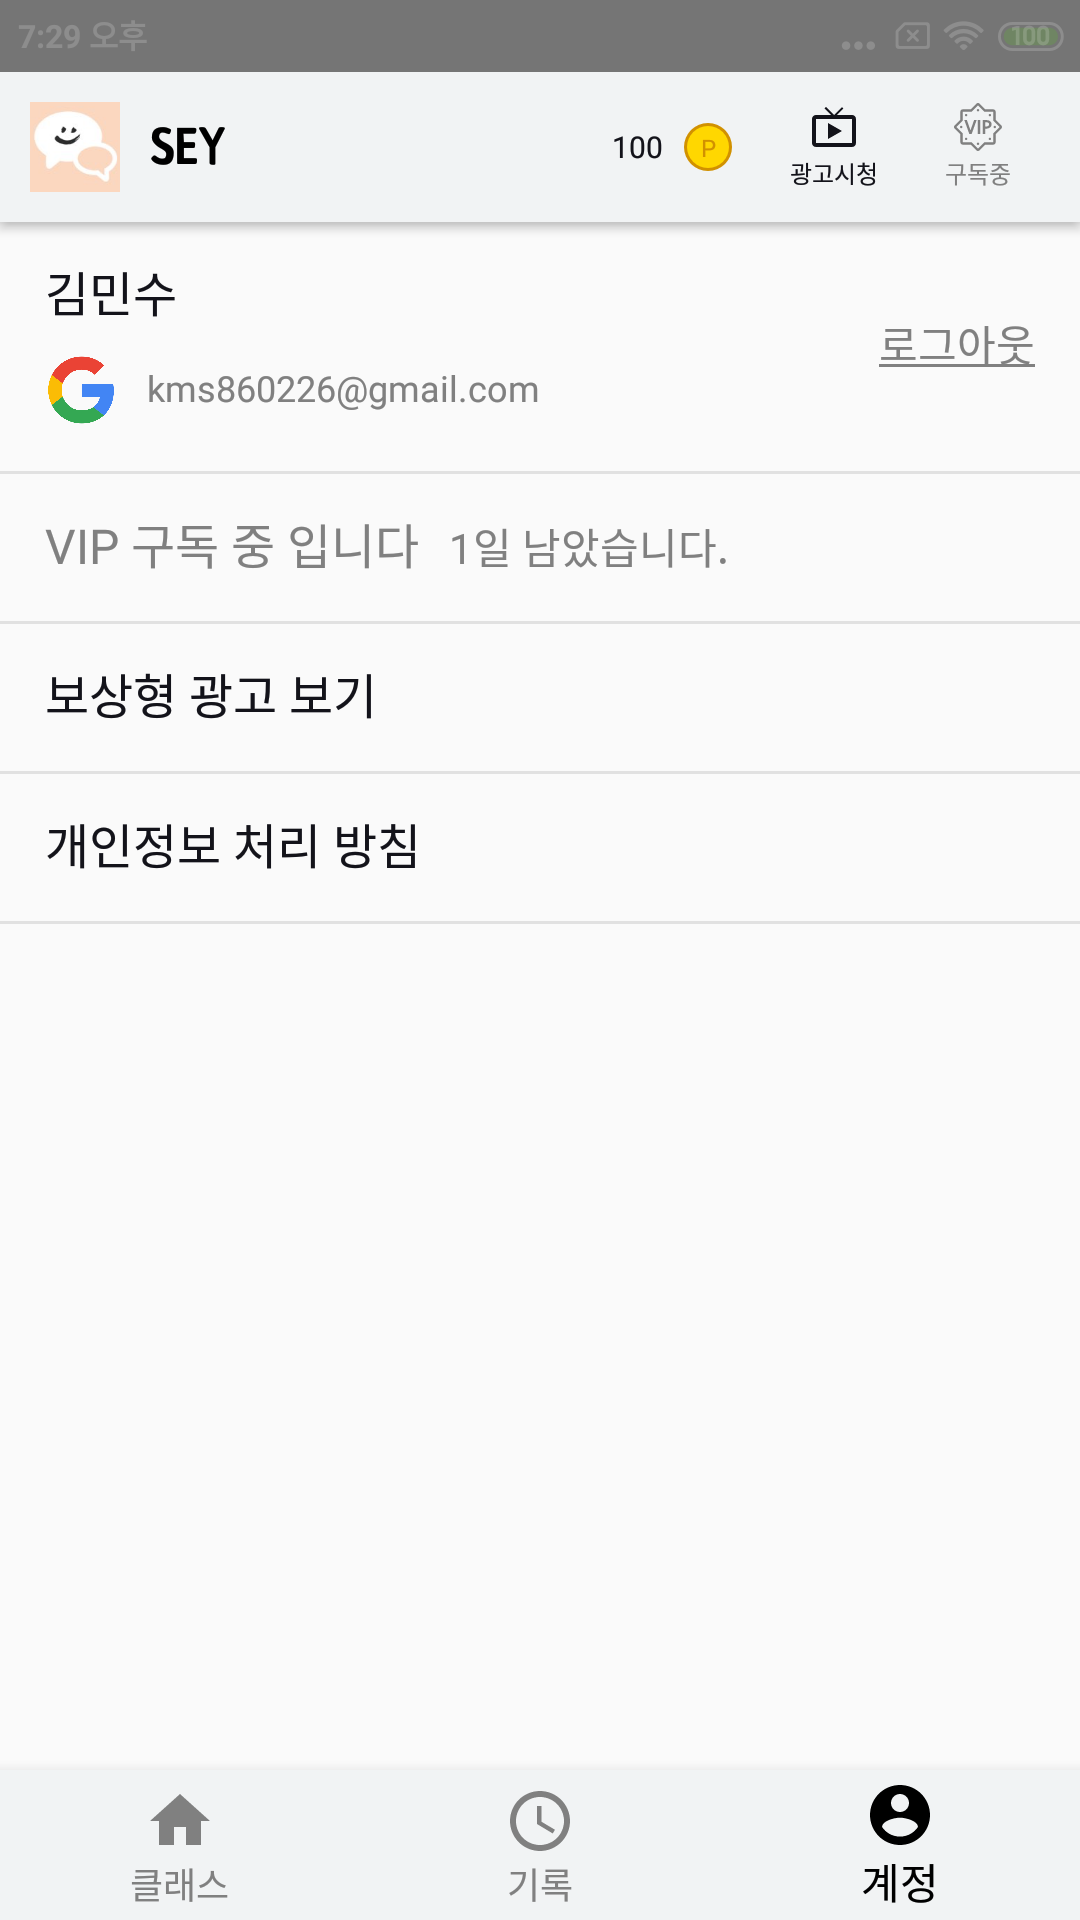 7:29 오후 100
SEY 100 P 광고시청 VIP 구독중
김민수
로그아웃
kms860226@gmail.com
VIP 구독 중 입니다 1일 남았습니다.
보상형 광고 보기
개인정보 처리 방침
클래스 기록 계정